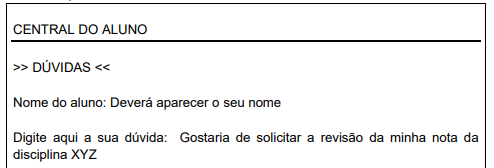 CENTRAL DO ALUNO
>> DÚVIDAS <<
Nome do aluno: Deverá aparecer o seu nome
Digite aqui a sua dúvida: Gostaria de solicitar a revisão da minha nota da
disciplina XYZ